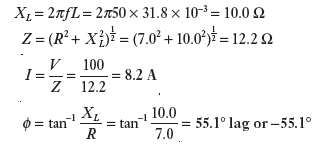 X_L = 2πfL = 2π50 × 31.8 × 10⁻³ = 10.0 Ω
Z = (R² + X_L²)^½ = (7.0² + 10.0²)^½ = 12.2 Ω
I = V/Z = 100/12.2 = 8.2 A
ϕ = tan⁻¹ X_L/R = tan⁻¹ 10.0/7.0 = 55.1° lag or −55.1°